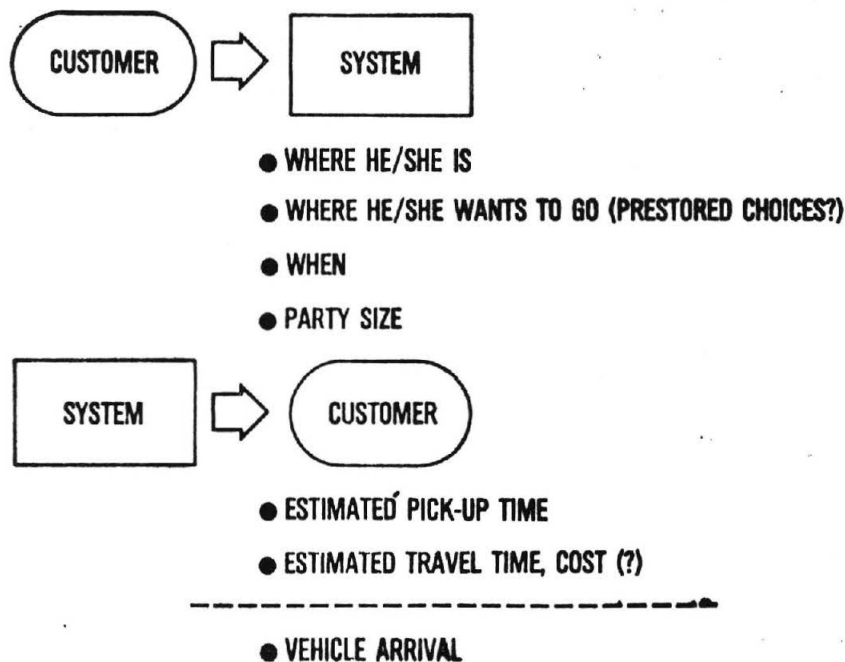 CUSTOMER
SYSTEM
● WHERE HE/SHE IS
● WHERE HE/SHE WANTS TO GO (PRESTORED CHOICES?)
● WHEN
● PARTY SIZE
SYSTEM
CUSTOMER
● ESTIMATED PICK-UP TIME
● ESTIMATED TRAVEL TIME, COST (?)
● VEHICLE ARRIVAL